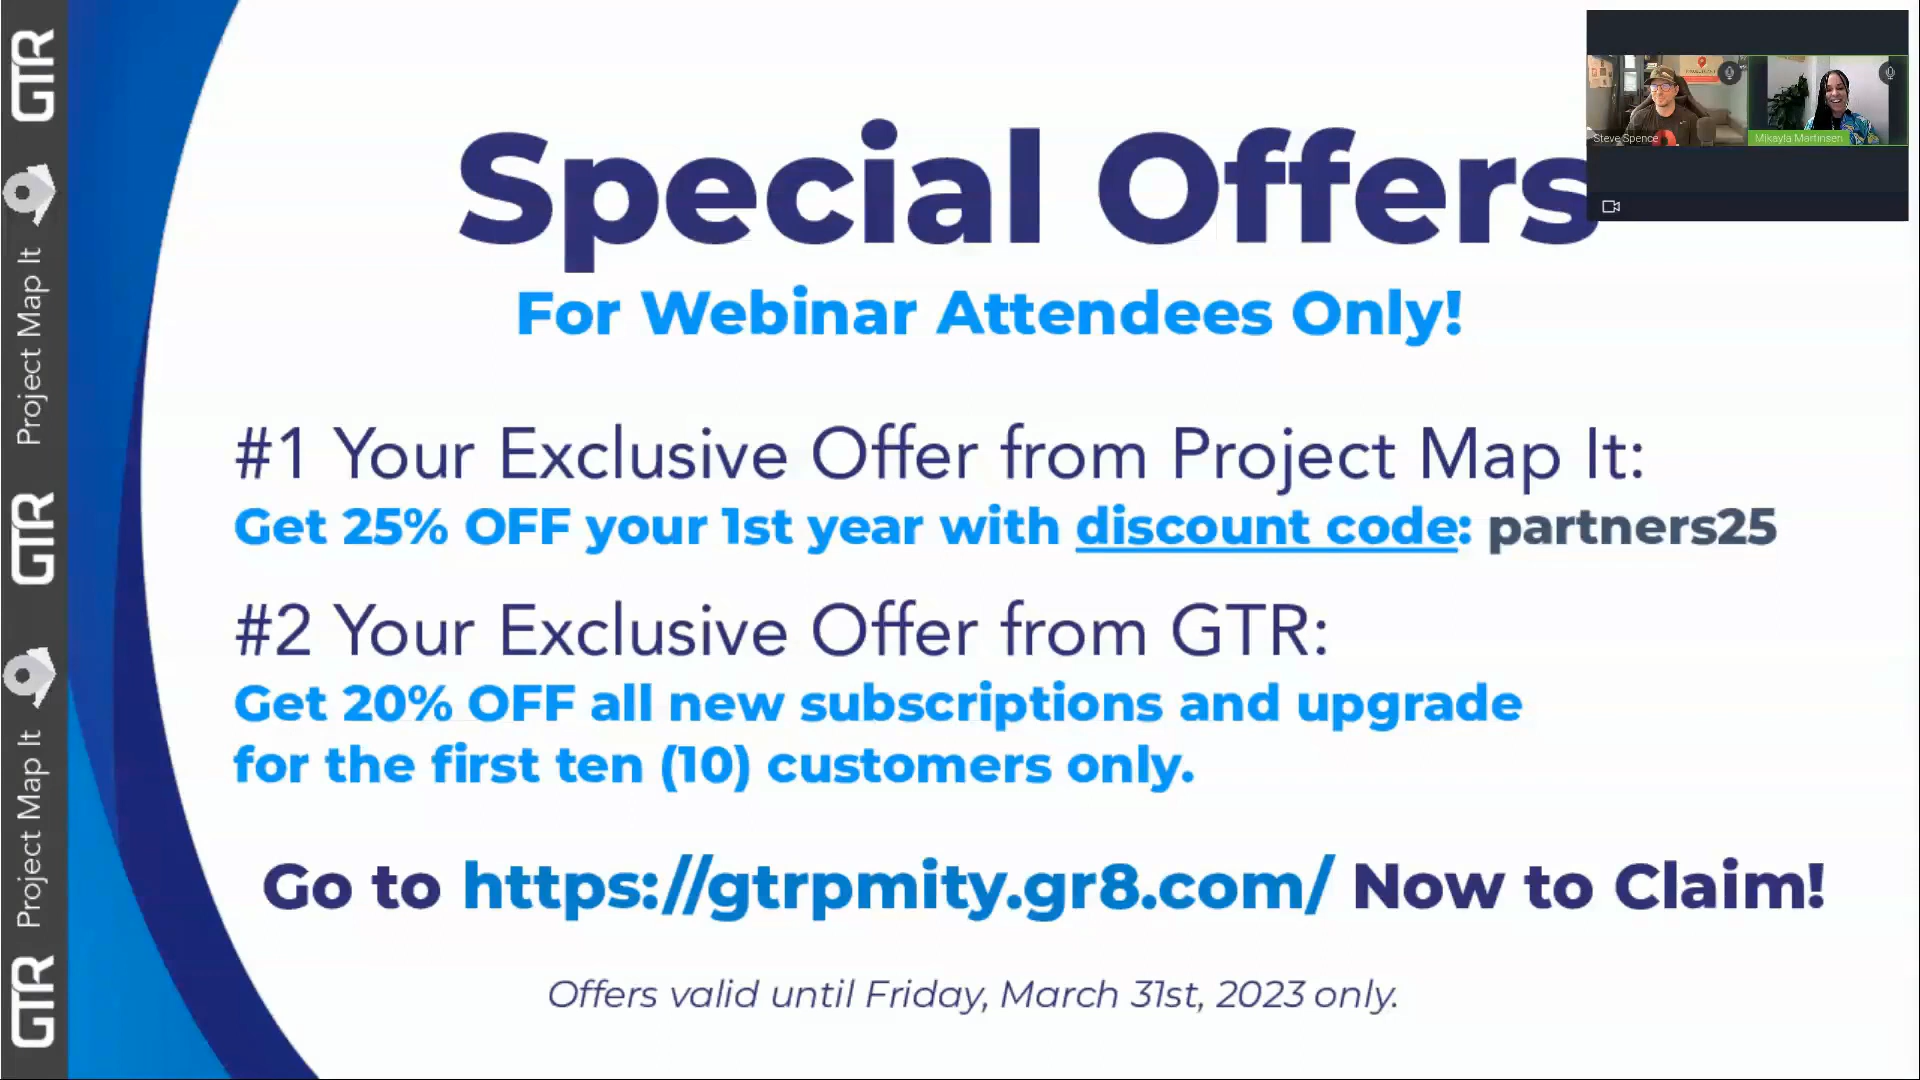 GTR
Project Map It
GTR
Project Map It
GTR
Special Offers
For Webinar Attendees Only!
#1 Your Exclusive Offer from Project Map It:
Get 25% OFF your 1st year with discount code: partners25
#2 Your Exclusive Offer from GTR:
Get 20% OFF all new subscriptions and upgrade
for the first ten (10) customers only.
Go to https://gtrpmity.gr8.com/ Now to Claim!
Offers valid until Friday, March 31st, 2023 only.
Steve Spence
Mikayla Martinsen